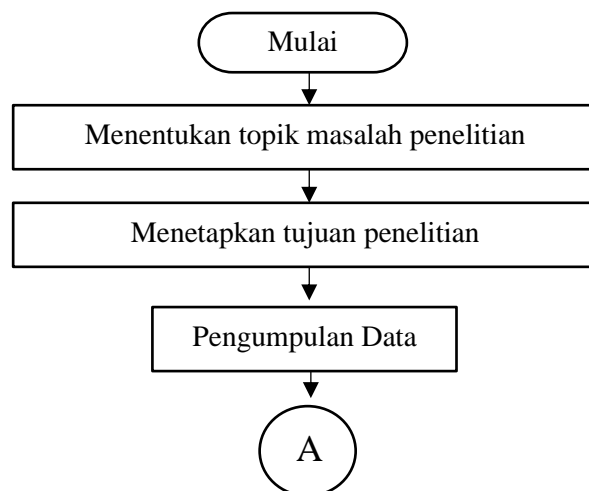 Mulai
Menentukan topik masalah penelitian
Menetapkan tujuan penelitian
Pengumpulan Data
A